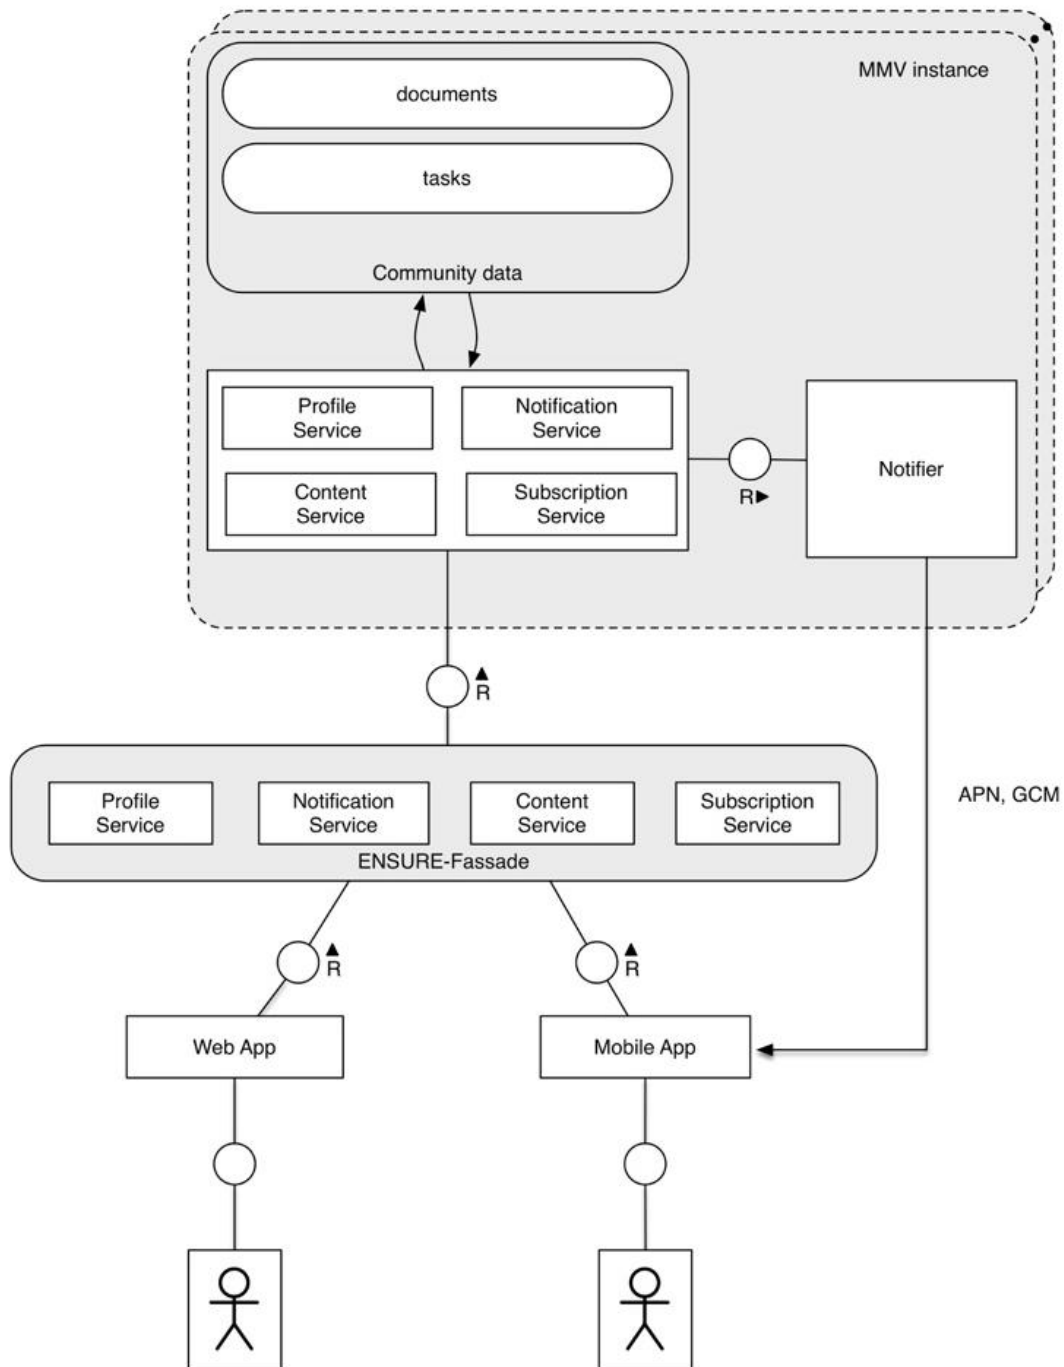 MMV instance
documents
tasks
Community data
Profile
Service
Notification
Service
Content
Service
Subscription
Service
R▶
Notifier
▲
R
Profile
Service
Notification
Service
Content
Service
Subscription
Service
ENSURE-Fassade
APN, GCM
▲
R
▲
R
Web App
Mobile App